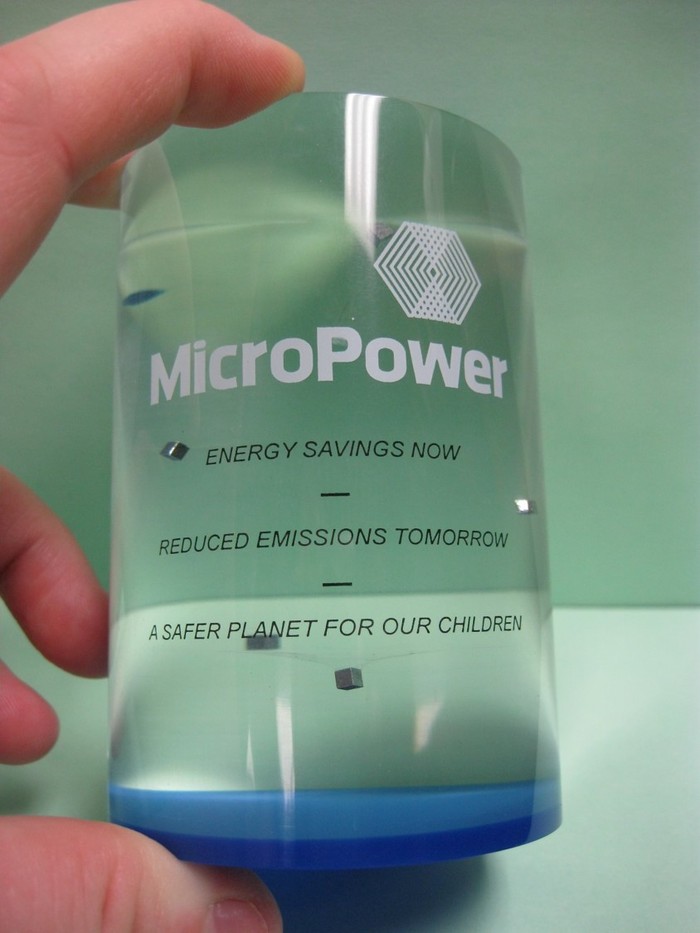 MicroPower
ENERGY SAVINGS NOW
—
REDUCED EMISSIONS TOMORROW
—
A SAFER PLANET FOR OUR CHILDREN